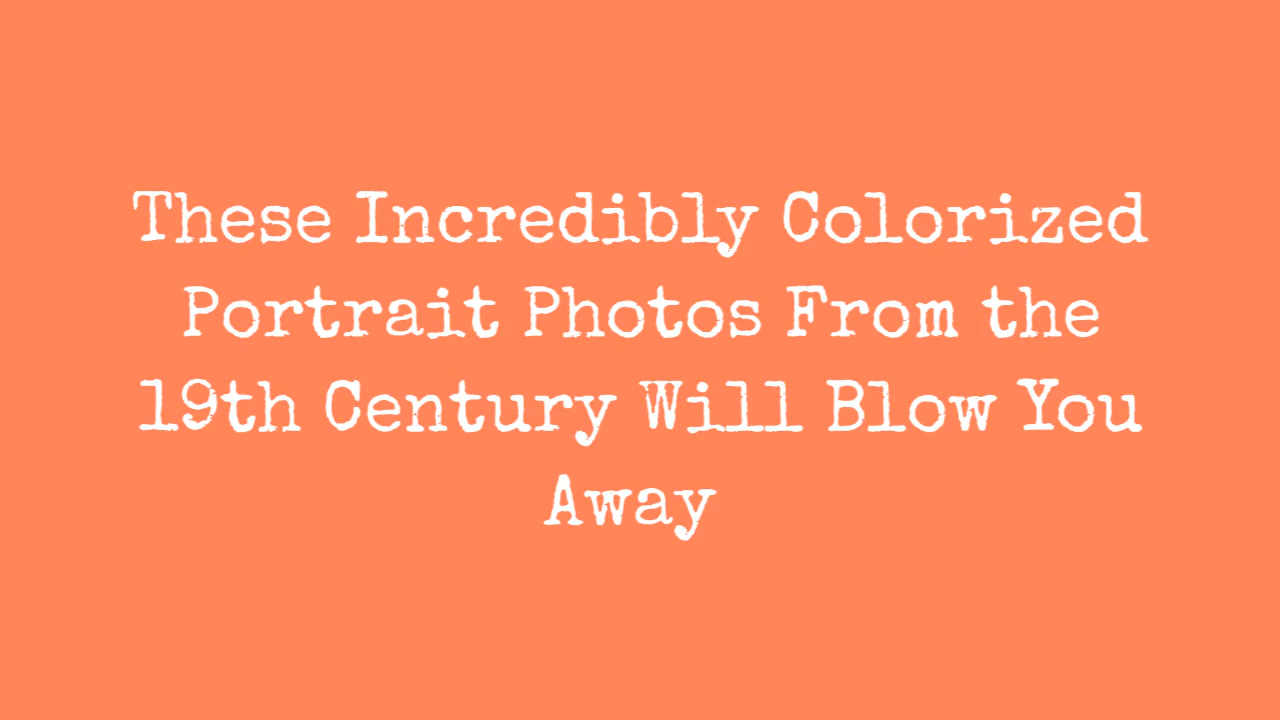 These Incredibly Colorized
Portrait Photos From the
19th Century Will Blow You
Away